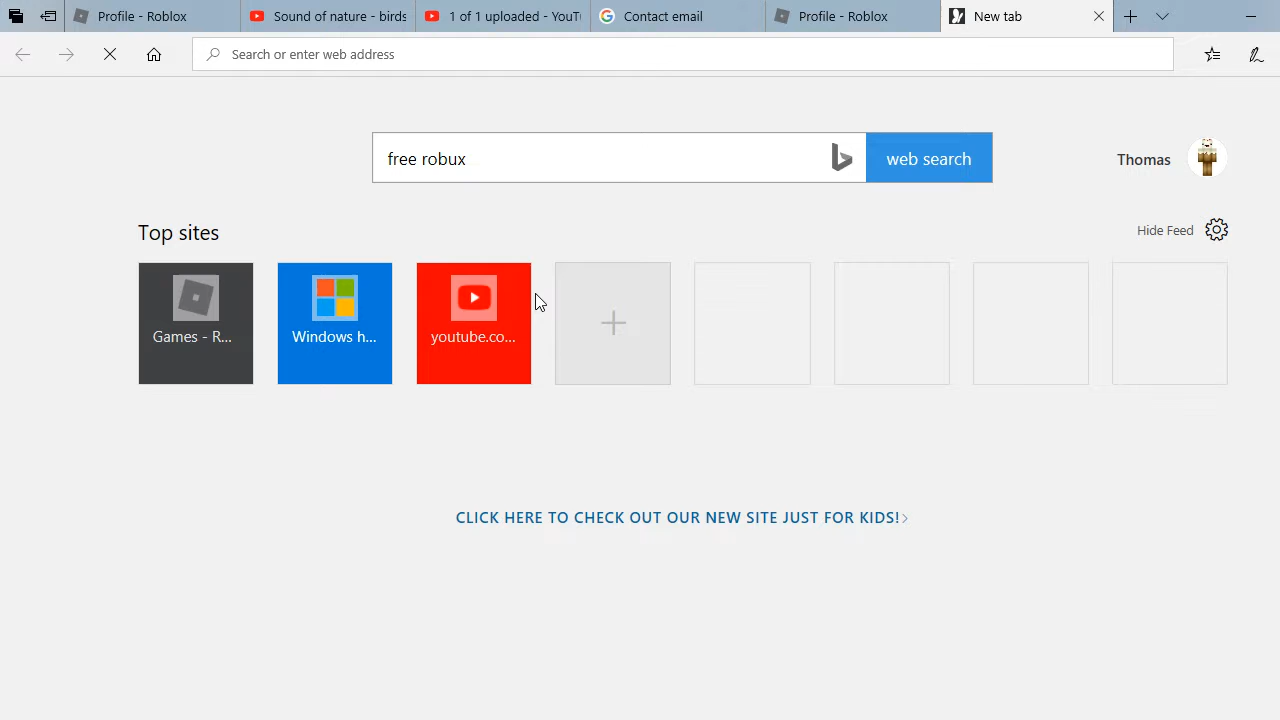 Profile - Roblox
Sound of nature - birds
1 of 1 uploaded - YouT
Contact email
Profile - Roblox
New tab
Search or enter web address
free robux
web search
Thomas
Top sites
Hide Feed
Games - R...
Windows h...
youtube.co...
CLICK HERE TO CHECK OUT OUR NEW SITE JUST FOR KIDS!